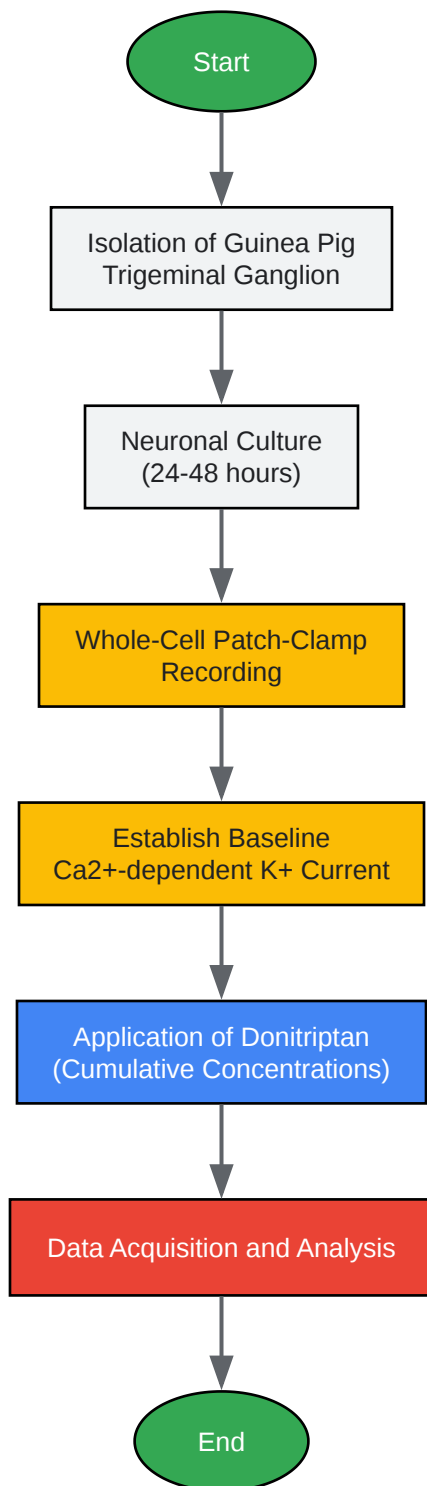 Start
Isolation of Guinea Pig
Trigeminal Ganglion
Neuronal Culture
(24-48 hours)
Whole-Cell Patch-Clamp
Recording
Establish Baseline
Ca2+-dependent K+ Current
Application of Donitriptan
(Cumulative Concentrations)
Data Acquisition and Analysis
End